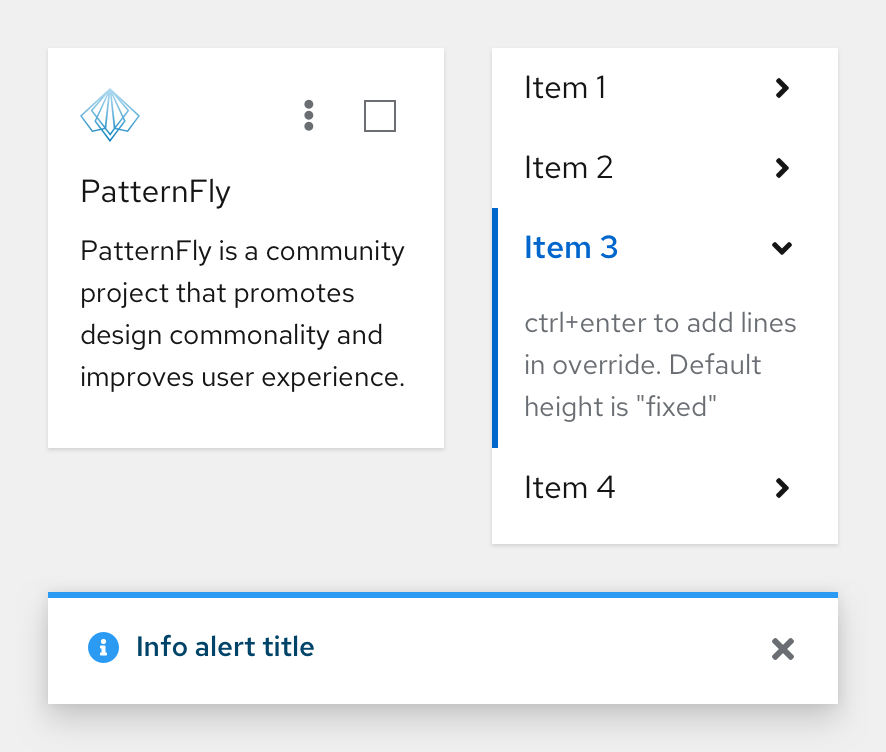 PatternFly
PatternFly is a community
project that promotes
design commonality and
improves user experience.
Item 1
Item 2
Item 3
ctrl+enter to add lines
in override. Default
height is "fixed"
Item 4
Info alert title